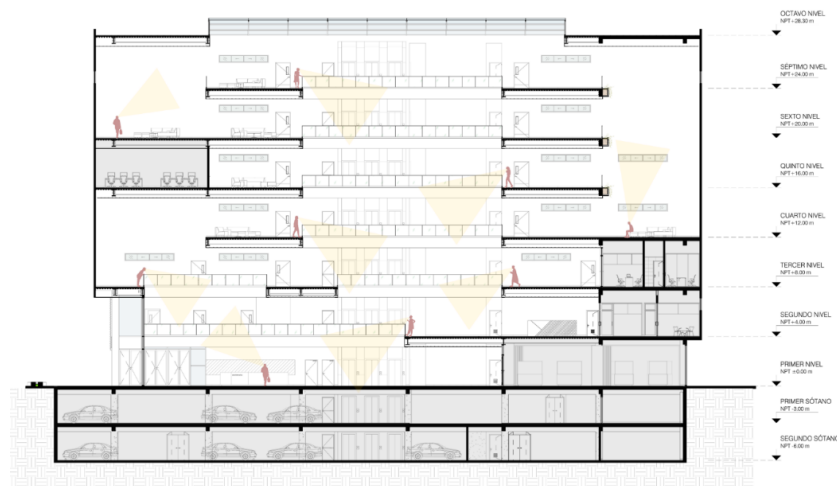 OCTAVO NIVEL
NPT +28.30 m
SÉPTIMO NIVEL
NPT +24.00 m
SEXTO NIVEL
NPT +20.00 m
QUINTO NIVEL
NPT +16.00 m
CUARTO NIVEL
NPT +12.00 m
TERCER NIVEL
NPT +8.00 m
SEGUNDO NIVEL
NPT +4.00 m
PRIMER NIVEL
NPT ±0.00 m
PRIMER SÓTANO
NPT -3.00 m
SEGUNDO SÓTANO
NPT -6.00 m